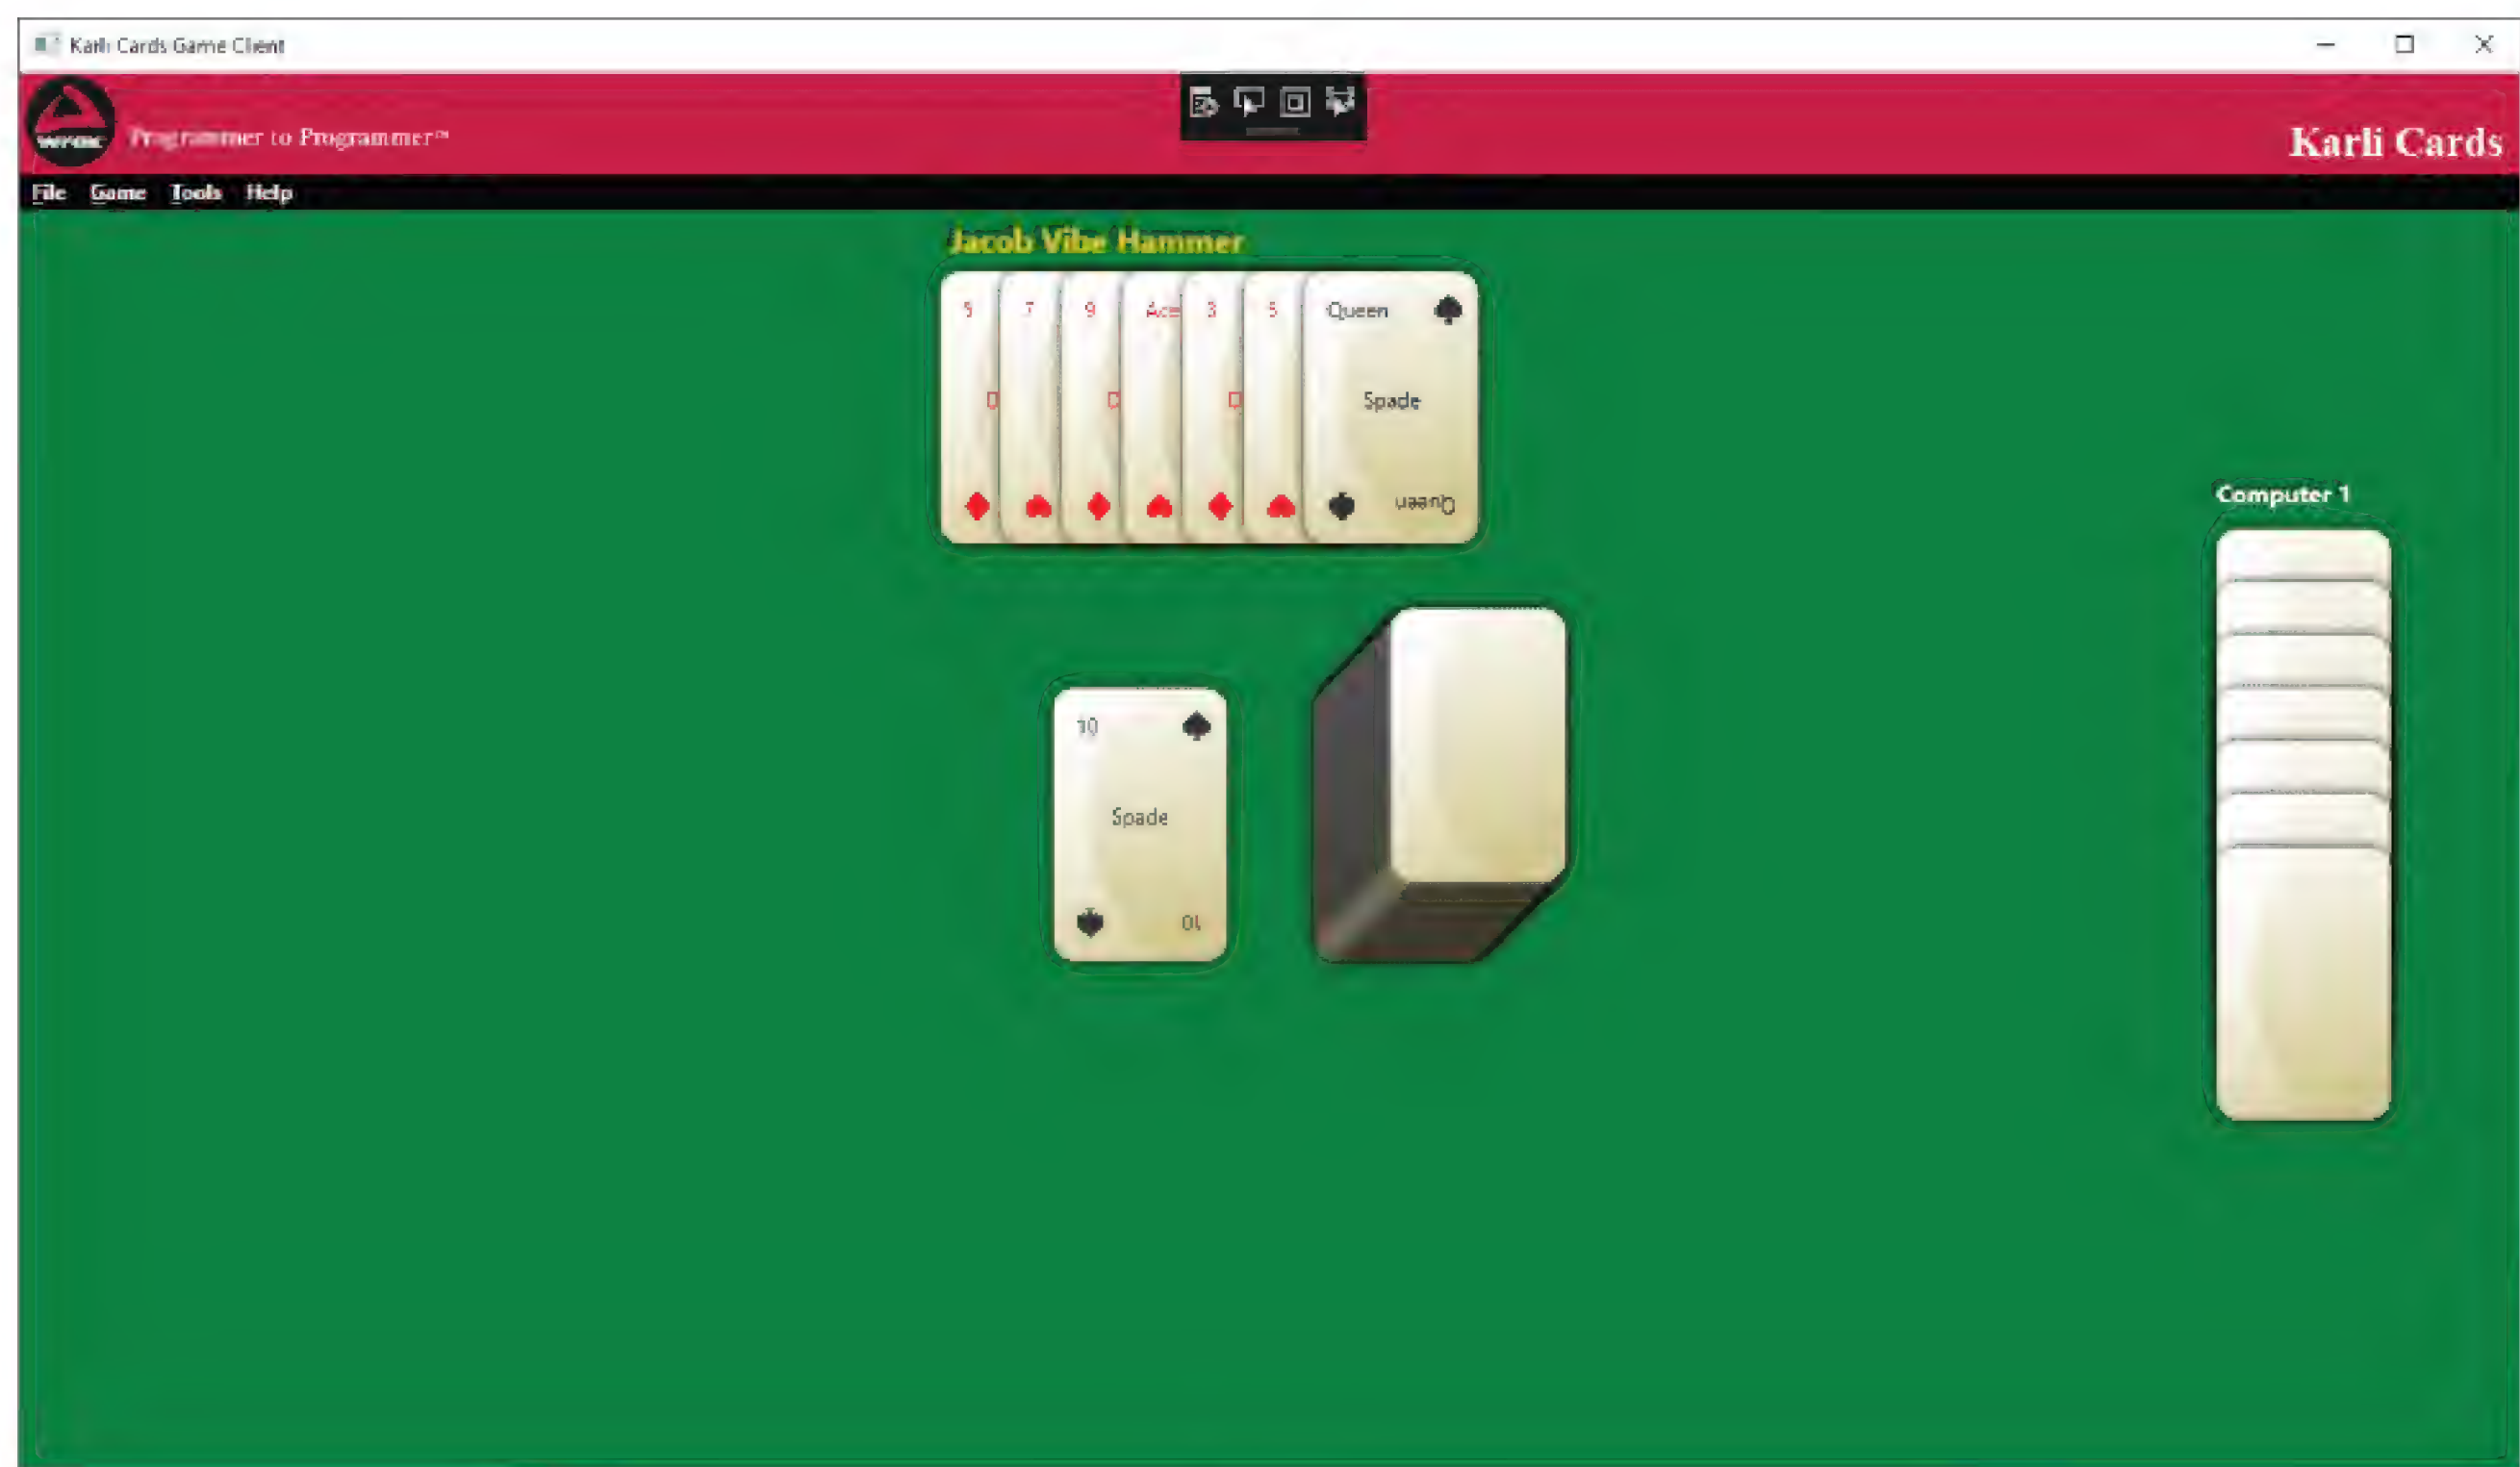 Karli Cards Game Client
Programmer to Programmer™
Karli Cards
File Game Tools Help
Jacob Vibe Hammer
5 7 9 Ace 3 5 Queen
D D D Spade
Queen
Computer 1
10
Spade
10